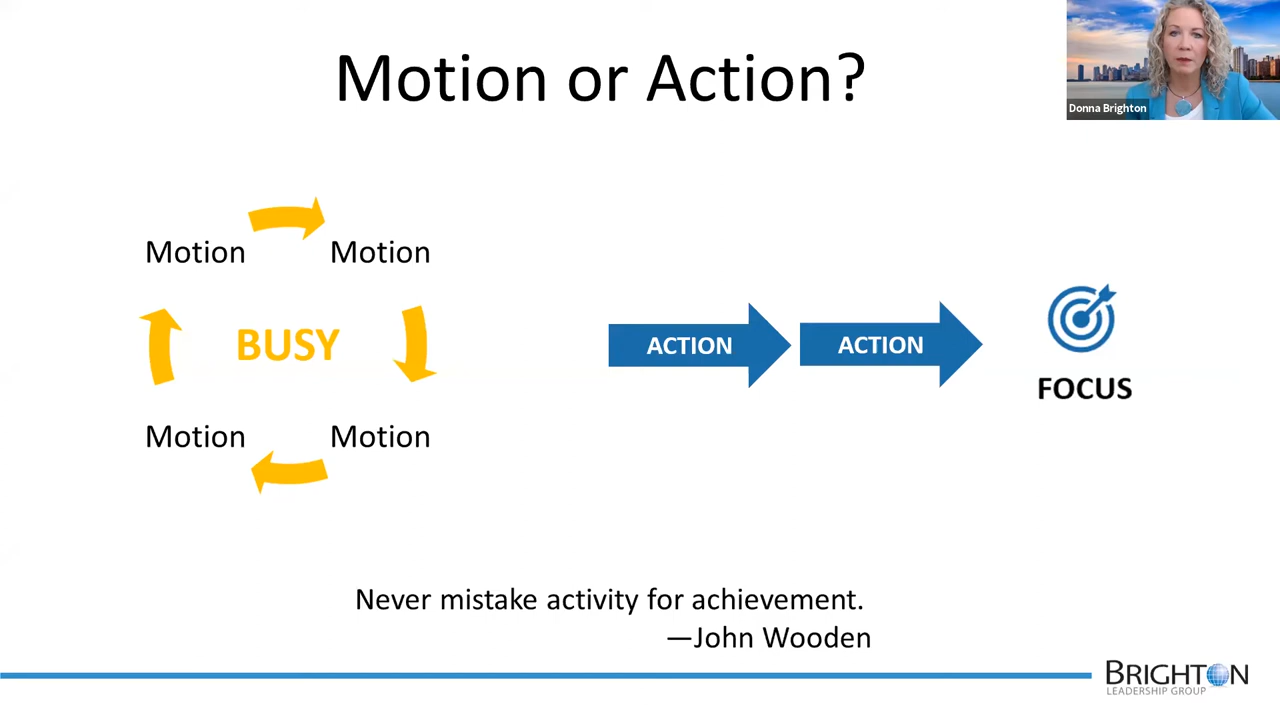 Motion or Action?
Donna Brighton
Motion
Motion
BUSY
Motion
Motion
ACTION
ACTION
FOCUS
Never mistake activity for achievement.
—John Wooden
BRIGHTON
LEADERSHIP GROUP